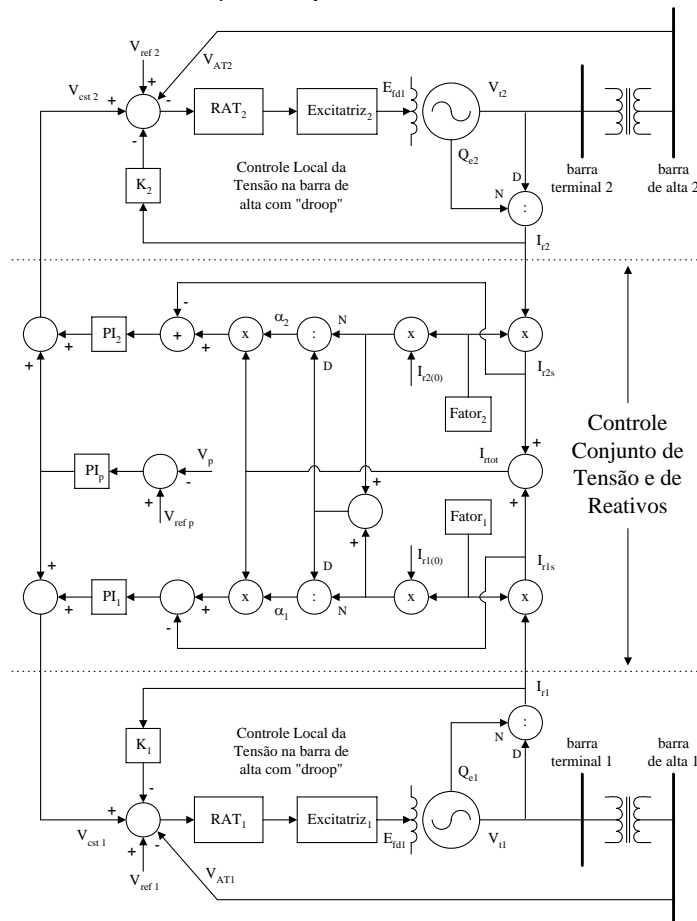 V_ref 2
V_AT2
V_cst 2
+
+
-
-
RAT_2
Excitatriz_2
E_fd1
V_t2
Q_e2
K_2
Controle Local da
Tensão na barra de
alta com "droop"
D
N
:
barra
terminal 2
barra
de alta 2
I_r2
-
PI_2
+
+
+
+
x
α_2
:
N
D
x
x
I_r2(0)
Fator_2
I_r2s
PI_p
V_p
-
+
V_ref p
I_rtot
+
+
+
+
Fator_1
Controle
Conjunto de
Tensão e de
Reativos
I_r1(0)
I_r1s
+
+
PI_1
+
-
x
α_1
:
D
N
x
x
I_r1
K_1
Controle Local da
Tensão na barra de
alta com "droop"
:
N
D
Q_e1
barra
terminal 1
barra
de alta 1
-
+
RAT_1
Excitatriz_1
E_fd1
V_t1
V_cst 1
+
-
V_AT1
V_ref 1